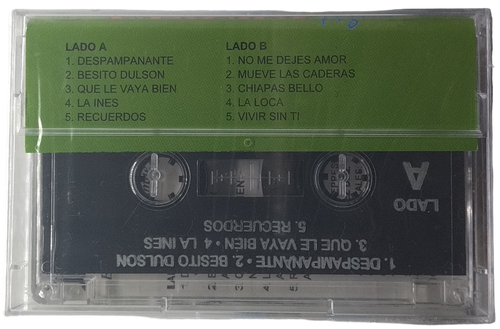 LADO A
1. DESPAMPANANTE
2. BESITO DULSON
3. QUE LE VAYA BIEN
4. LA INES
5. RECUERDOS
LADO B
1. NO ME DEJES AMOR
2. MUEVE LAS CADERAS
3. CHIAPAS BELLO
4. LA LOCA
5. VIVIR SIN TI
LADO
A
1. DESPAMPANANTE • 2. BESITO DULSON
3. QUE LE VAYA BIEN • 4. LA INES
5. RECUERDOS